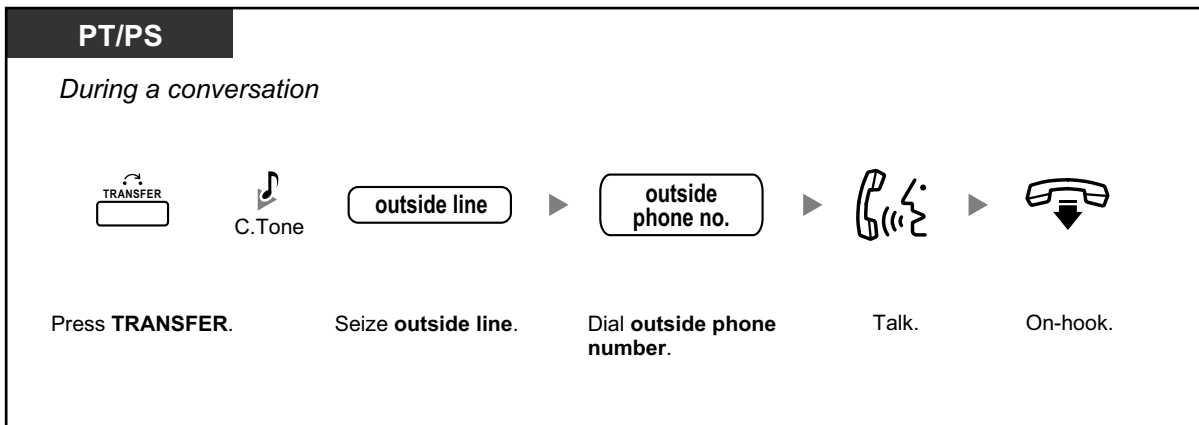 PT/PS
During a conversation
TRANSFER
C.Tone
outside line
outside
phone no.
Press TRANSFER.
Seize outside line.
Dial outside phone
number.
Talk.
On-hook.